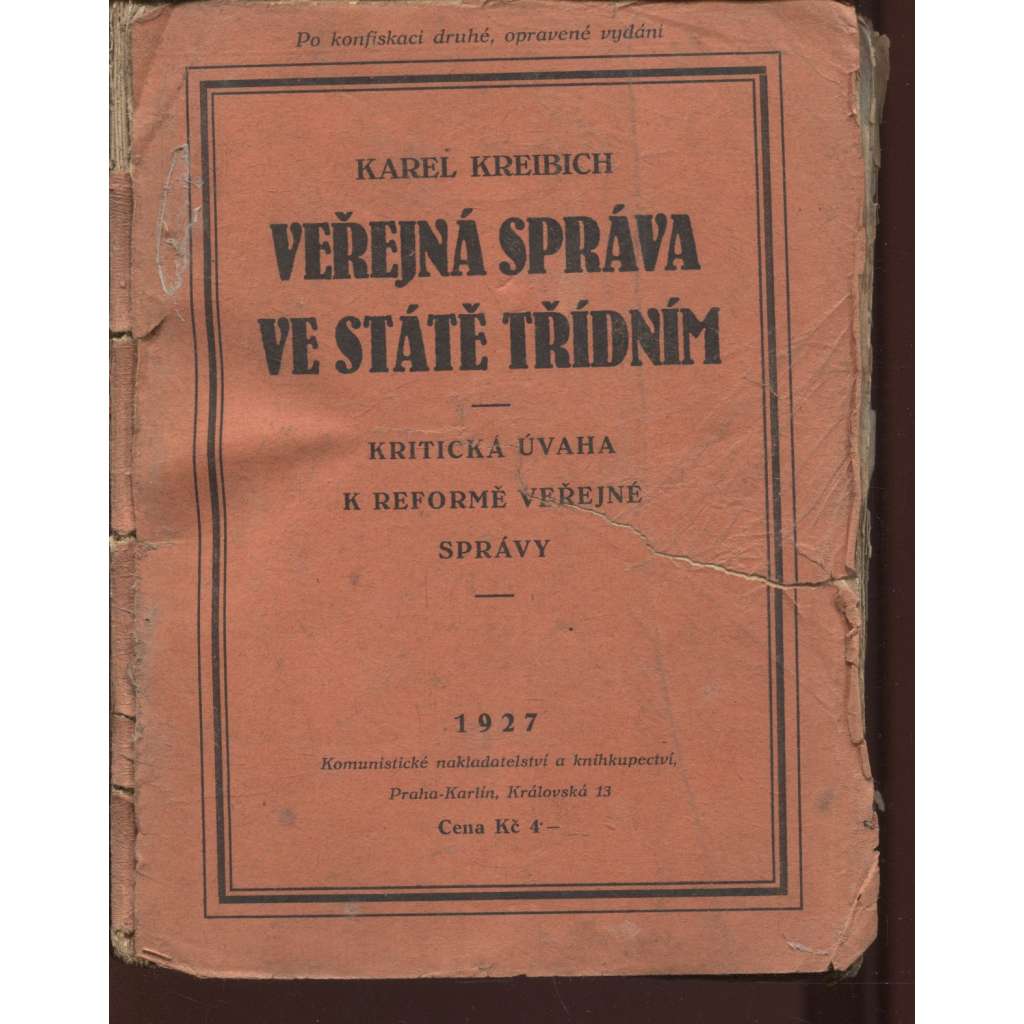 Po konfiskaci druhé, opravené vydání
KAREL KREIBICH
VEŘEJNÁ SPRÁVA
VE STÁTĚ TŘÍDNÍM
KRITICKÁ ÚVAHA
K REFORMĚ VEŘEJNÉ
SPRÁVY
1927
Komunistické nakladatelství a knihkupectví,
Praha-Karlín, Královská 13
Cena Kč 4·—